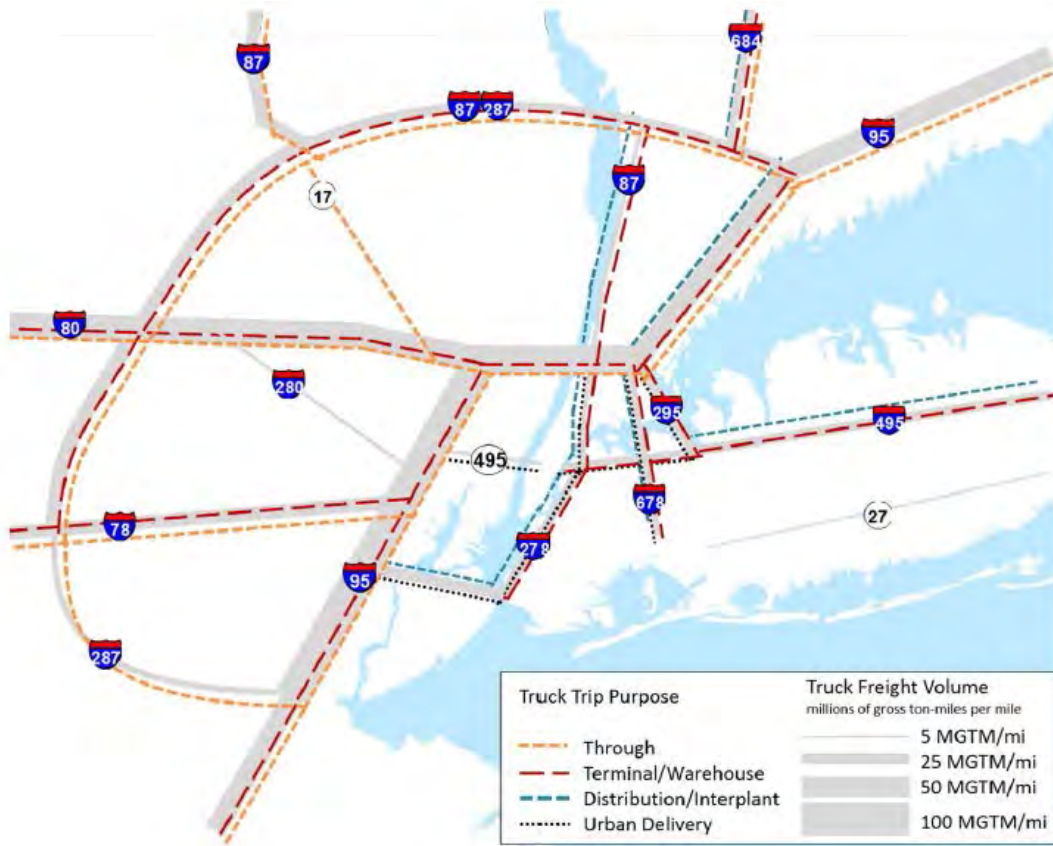 684
87
87 287
95
87
17
80
280
295
495
495
678
27
78
278
95
287
Truck Trip Purpose
Through
Terminal/Warehouse
Distribution/Interplant
Urban Delivery
Truck Freight Volume
millions of gross ton-miles per mile
5 MGTM/mi
25 MGTM/mi
50 MGTM/mi
100 MGTM/mi